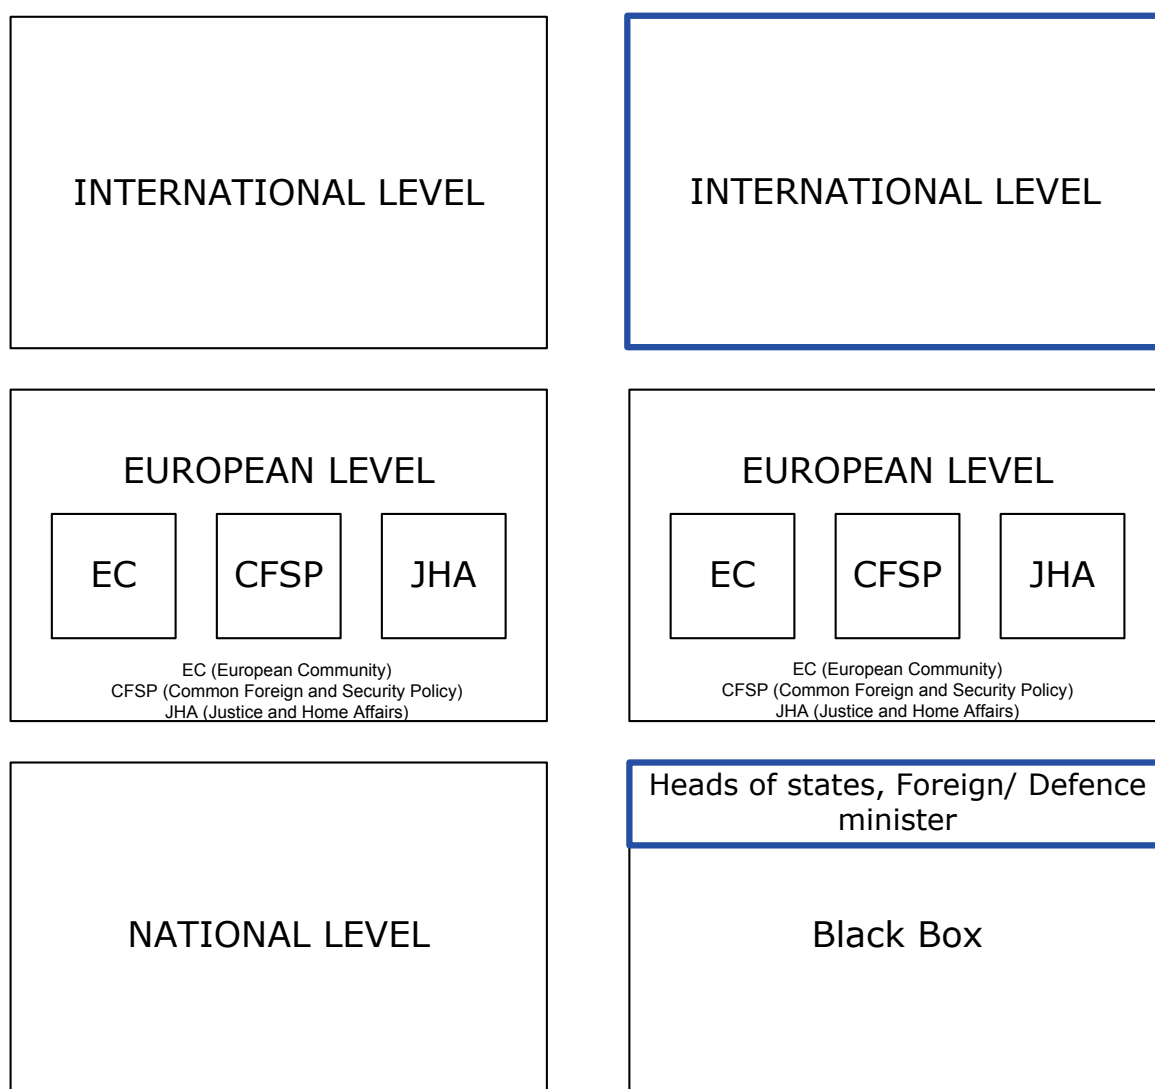 INTERNATIONAL LEVEL
INTERNATIONAL LEVEL
EUROPEAN LEVEL
EC
CFSP
JHA
EC (European Community)
CFSP (Common Foreign and Security Policy)
JHA (Justice and Home Affairs)
EUROPEAN LEVEL
EC
CFSP
JHA
EC (European Community)
CFSP (Common Foreign and Security Policy)
JHA (Justice and Home Affairs)
NATIONAL LEVEL
Heads of states, Foreign/ Defence
minister
Black Box